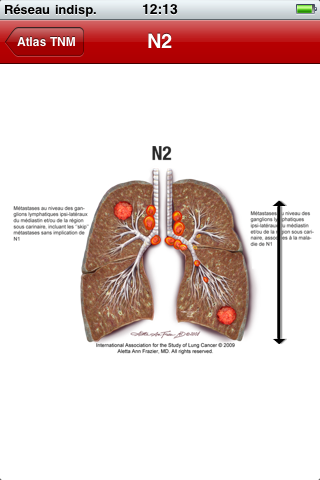 Réseau indisp. 12:13
Atlas TNM N2
N2
Métastases au niveau des gan-
glions lymphatiques ipsi-latéraux
du médiastin et/ou de la région
sous carinaire, incluant les "skip"
métastases sans implication de
N1
Métastases au niveau des
ganglions lymphatiques
ipsi-latéraux du médiastin
et/ou de la région sous cari-
naire, associées à la mala-
die de N1
International Association for the Study of Lung Cancer © 2009
Aletta Ann Frazier, MD. All rights reserved.